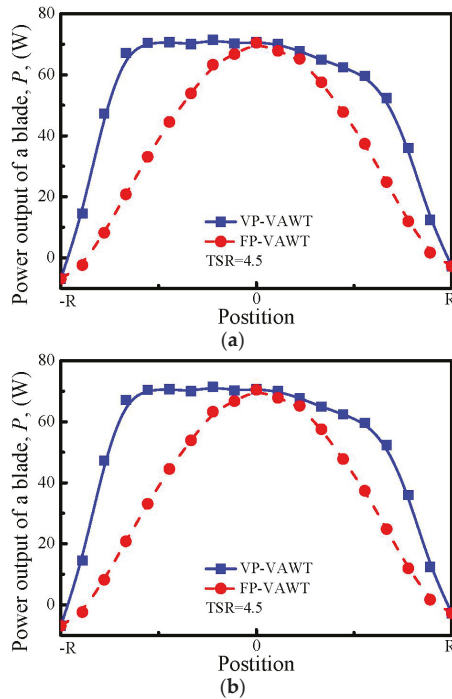 80
60
40
20
0
Power output of a blade, P, (W)
VP-VAWT
FP-VAWT
TSR=4.5
-R 0 R
Postition
(a)
80
60
40
20
0
Power output of a blade, P, (W)
VP-VAWT
FP-VAWT
TSR=4.5
-R 0 R
Postition
(b)